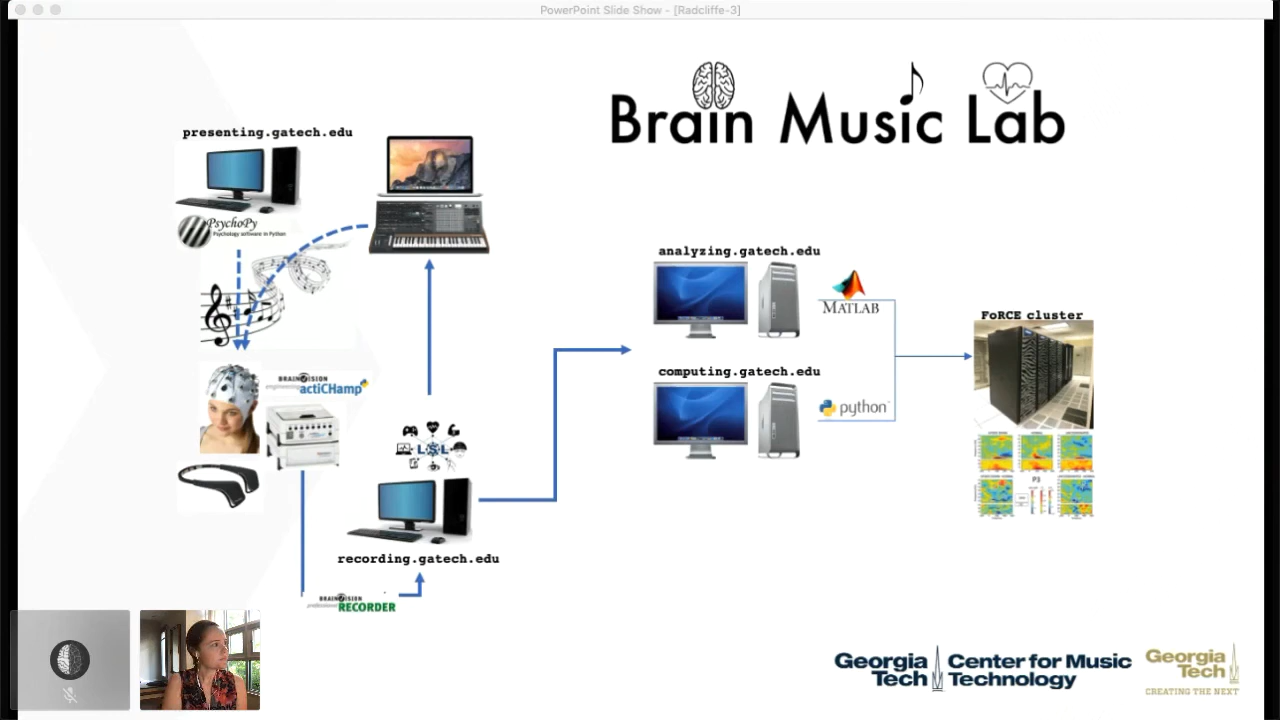 PowerPoint Slide Show - [Radcliffe-3]
Brain Music Lab
presenting.gatech.edu
PsychoPy
Psychology software in Python
analyzing.gatech.edu
MATLAB
FoRCE cluster
BRAINVISION
actiCHamp
computing.gatech.edu
python
LSL
P3
recording.gatech.edu
BRAINVISION
professional RECORDER
Georgia Tech
Center for Music Technology
Georgia Tech
CREATING THE NEXT